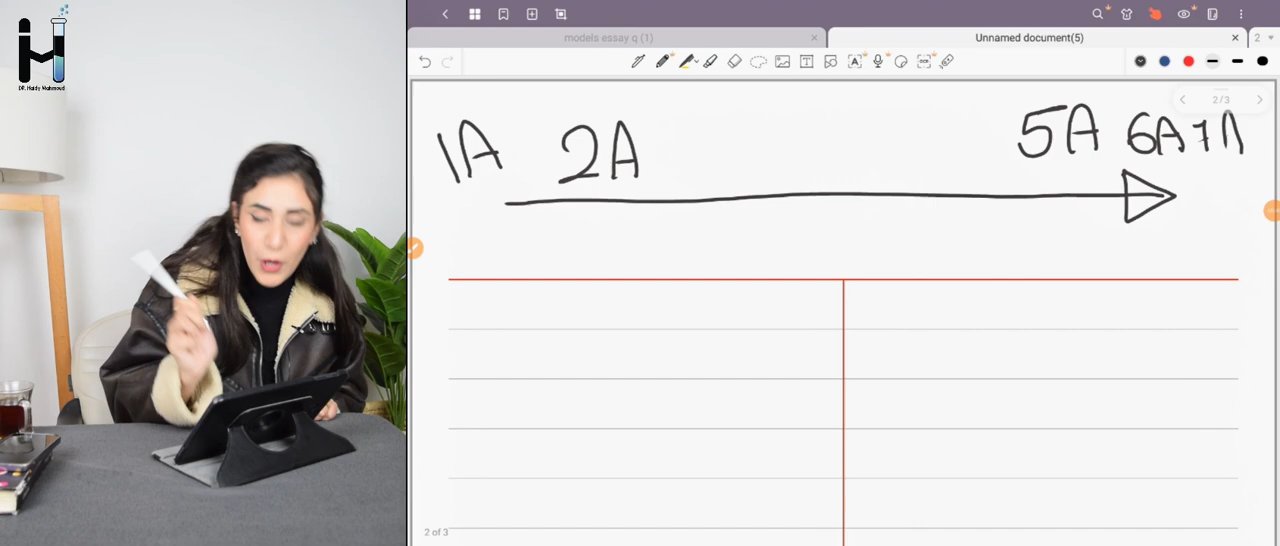 DR. Haidy Mahmoud
models essay q (1)
Unnamed document(5)
2
2/3
1A 2A 5A 6A 7A
2 of 3